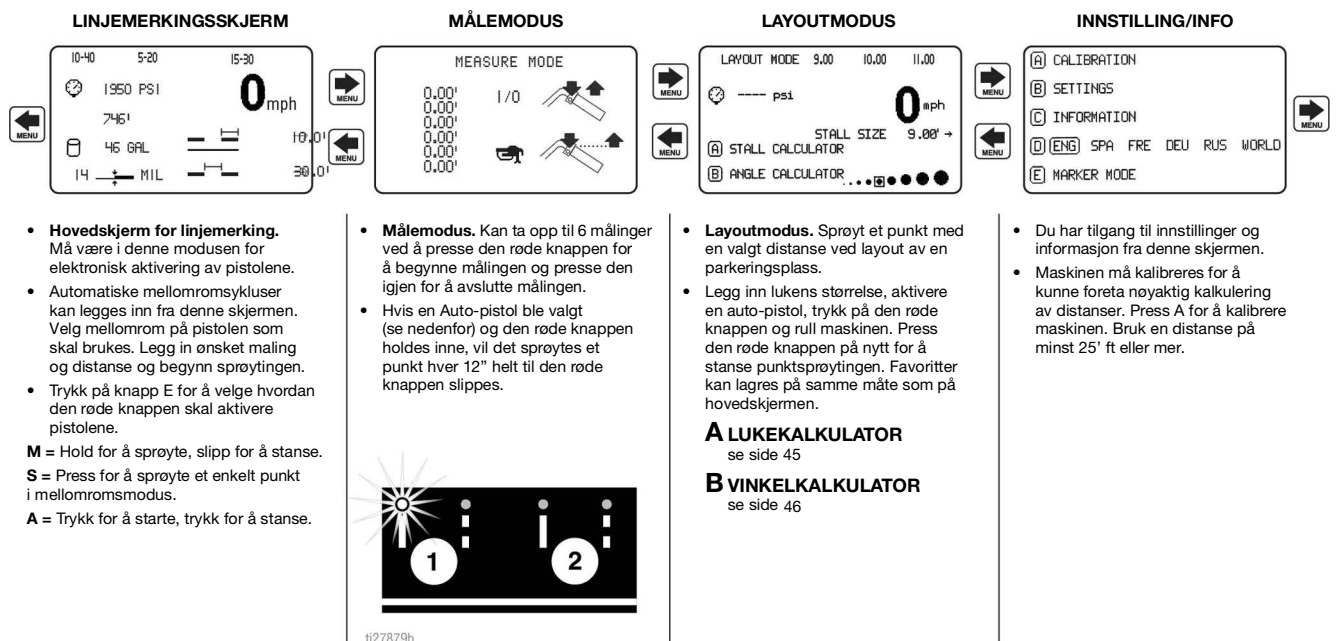 LINJEMERKINGSSKJERM
10-40 5-20 15-30
1950 PSI
0 mph
746'
46 GAL
10.0'
14 MIL
30.0'
MENU
MENU
MENU
MÅLEMODUS
MEASURE MODE
0.00'
0.00'
0.00'
0.00'
0.00'
0.00'
1/0
MENU
MENU
LAYOUTMODUS
LAYOUT MODE 9.00 10.00 11.00
---- psi
0 mph
STALL SIZE 9.00' →
A STALL CALCULATOR
B ANGLE CALCULATOR
MENU
MENU
INNSTILLING/INFO
A CALIBRATION
B SETTINGS
C INFORMATION
D ENG SPA FRE DEU RUS WORLD
E MARKER MODE
MENU
• Hovedskjerm for linjemerking.
Må være i denne modusen for
elektronisk aktivering av pistolene.
• Automatiske mellomromsykluser
kan legges inn fra denne skjermen.
Velg mellomrom på pistolen som
skal brukes. Legg in ønsket maling
og distanse og begynn sprøytingen.
• Trykk på knapp E for å velge hvordan
den røde knappen skal aktivere
pistolene.
M = Hold for å sprøyte, slipp for å stanse.
S = Press for å sprøyte et enkelt punkt
i mellomromsmodus.
A = Trykk for å starte, trykk for å stanse.
• Målemodus. Kan ta opp til 6 målinger
ved å presse den røde knappen for
å begynne målingen og presse den
igjen for å avslutte målingen.
• Hvis en Auto-pistol ble valgt
(se nedenfor) og den røde knappen
holdes inne, vil det sprøytes et
punkt hver 12” helt til den røde
knappen slippes.
1 2
ti27879b
• Layoutmodus. Sprøyt et punkt med
en valgt distanse ved layout av en
parkeringsplass.
• Legg inn lukens størrelse, aktivere
en auto-pistol, trykk på den røde
knappen og rull maskinen. Press
den røde knappen på nytt for å
stanse punktsprøytingen. Favoritter
kan lagres på samme måte som på
hovedskjermen.
A LUKEKALKULATOR
se side 45
B VINKELKALKULATOR
se side 46
• Du har tilgang til innstillinger og
informasjon fra denne skjermen.
• Maskinen må kalibreres for å
kunne foreta nøyaktig kalkulering
av distanser. Press A for å kalibrere
maskinen. Bruk en distanse på
minst 25’ ft eller mer.